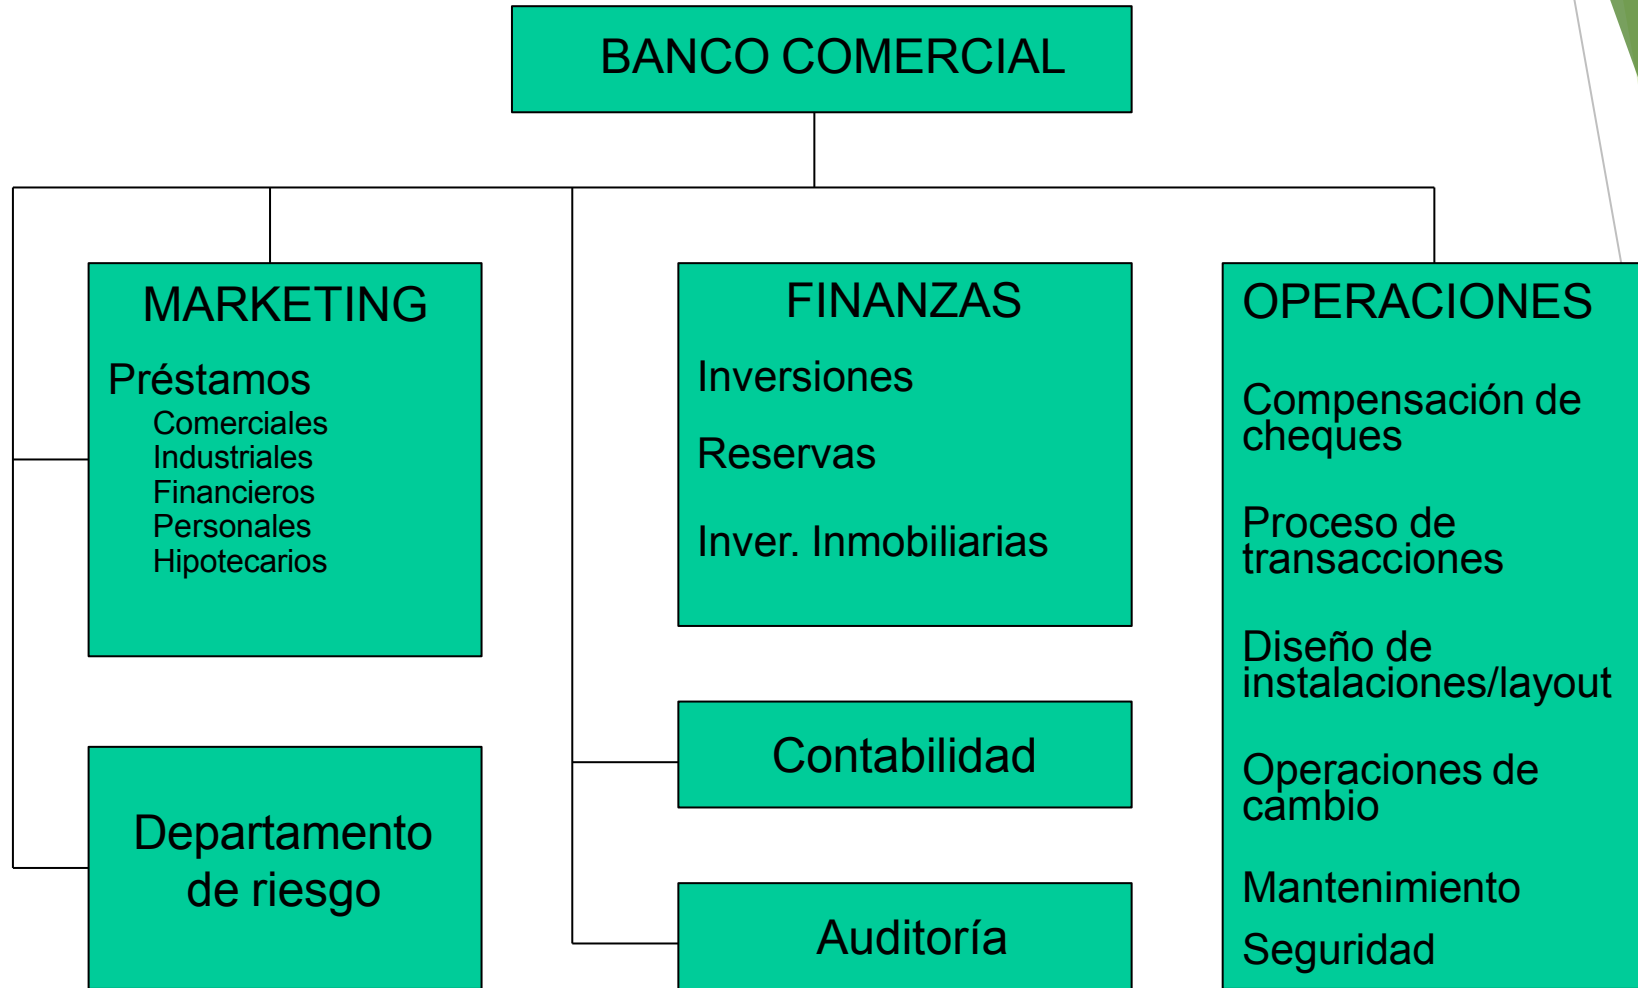 BANCO COMERCIAL
MARKETING
Préstamos
Comerciales
Industriales
Financieros
Personales
Hipotecarios
Departamento
de riesgo
FINANZAS
Inversiones
Reservas
Inver. Inmobiliarias
Contabilidad
Auditoría
OPERACIONES
Compensación de
cheques
Proceso de
transacciones
Diseño de
instalaciones/layout
Operaciones de
cambio
Mantenimiento
Seguridad